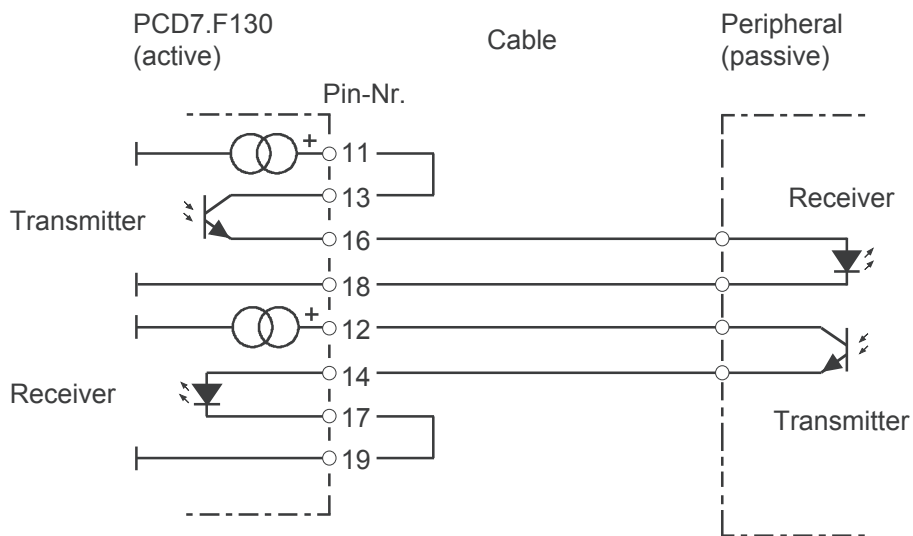 PCD7.F130
(active)
Cable
Peripheral
(passive)
Pin-Nr.
+
11
13
Transmitter
Receiver
16
18
+
12
14
Receiver
17
Transmitter
19